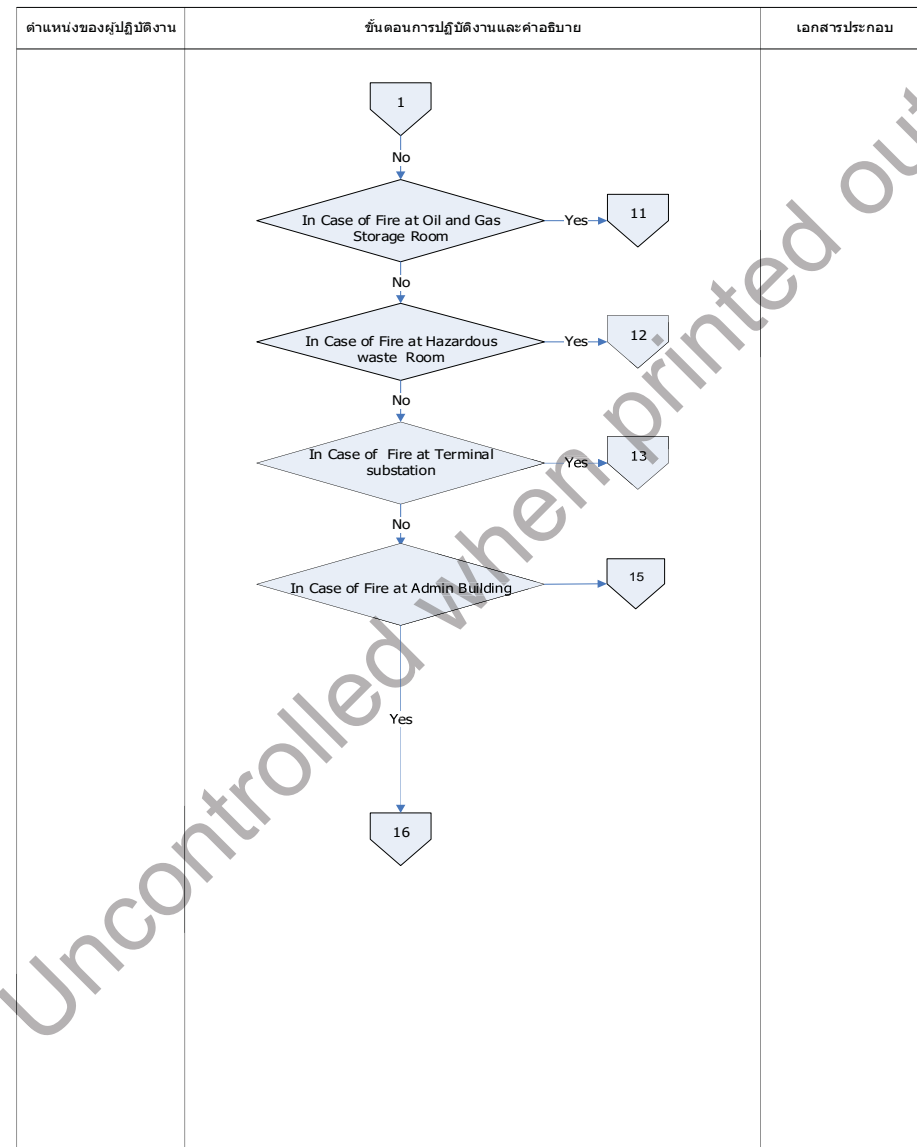 ตำแหน่งของผู้ปฏิบัติงาน
ขั้นตอนการปฏิบัติงานและคำอธิบาย
เอกสารประกอบ
1
No
In Case of Fire at Oil and Gas
Storage Room
Yes
11
No
In Case of Fire at Hazardous
waste Room
Yes
12
No
In Case of Fire at Terminal
substation
Yes
13
No
In Case of Fire at Admin Building
15
Yes
16
Uncontrolled when printed out